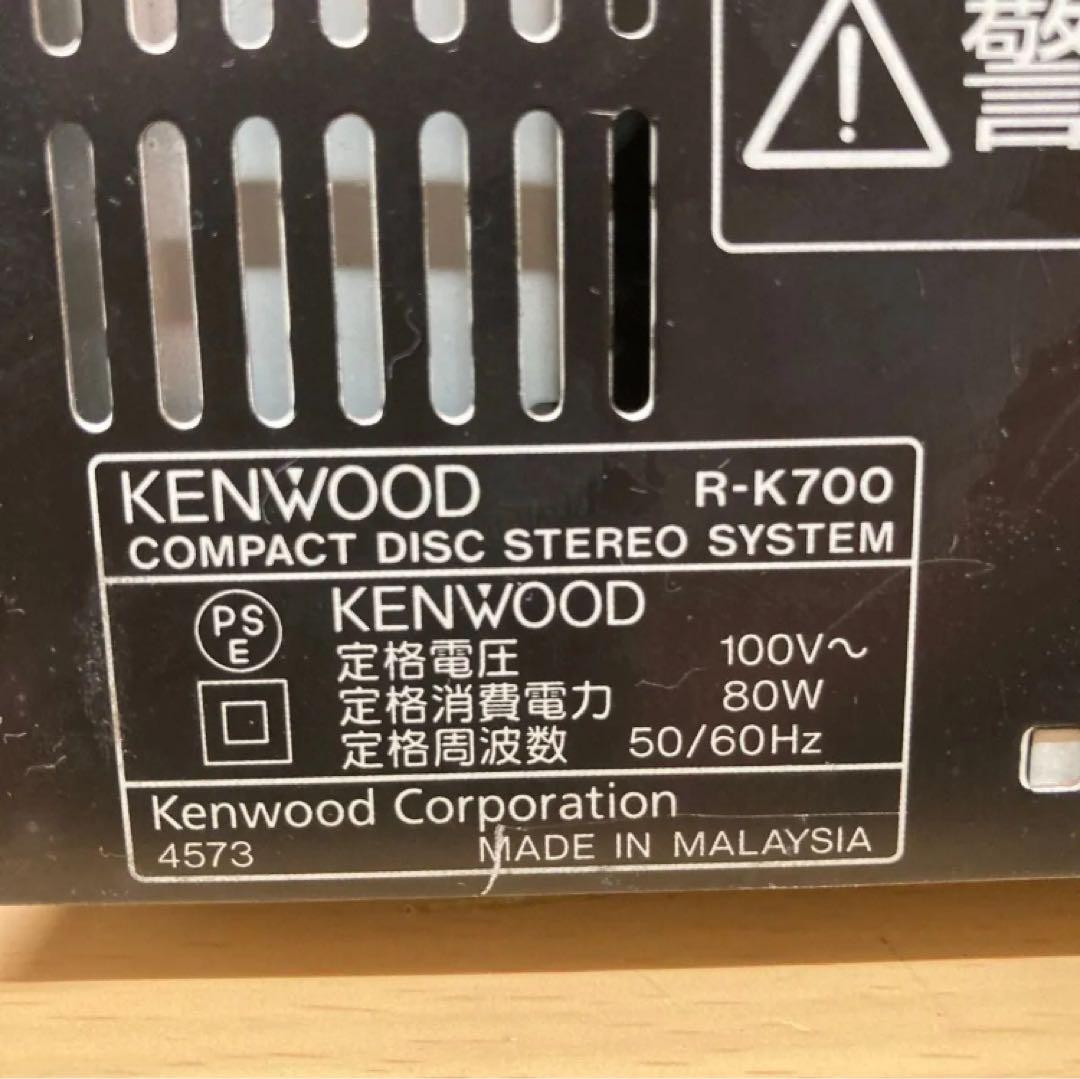 警
KENWOOD R-K700
COMPACT DISC STEREO SYSTEM
PS
E
KENWOOD
定格電圧 100V～
定格消費電力 80W
定格周波数 50/60Hz
Kenwood Corporation
4573 MADE IN MALAYSIA